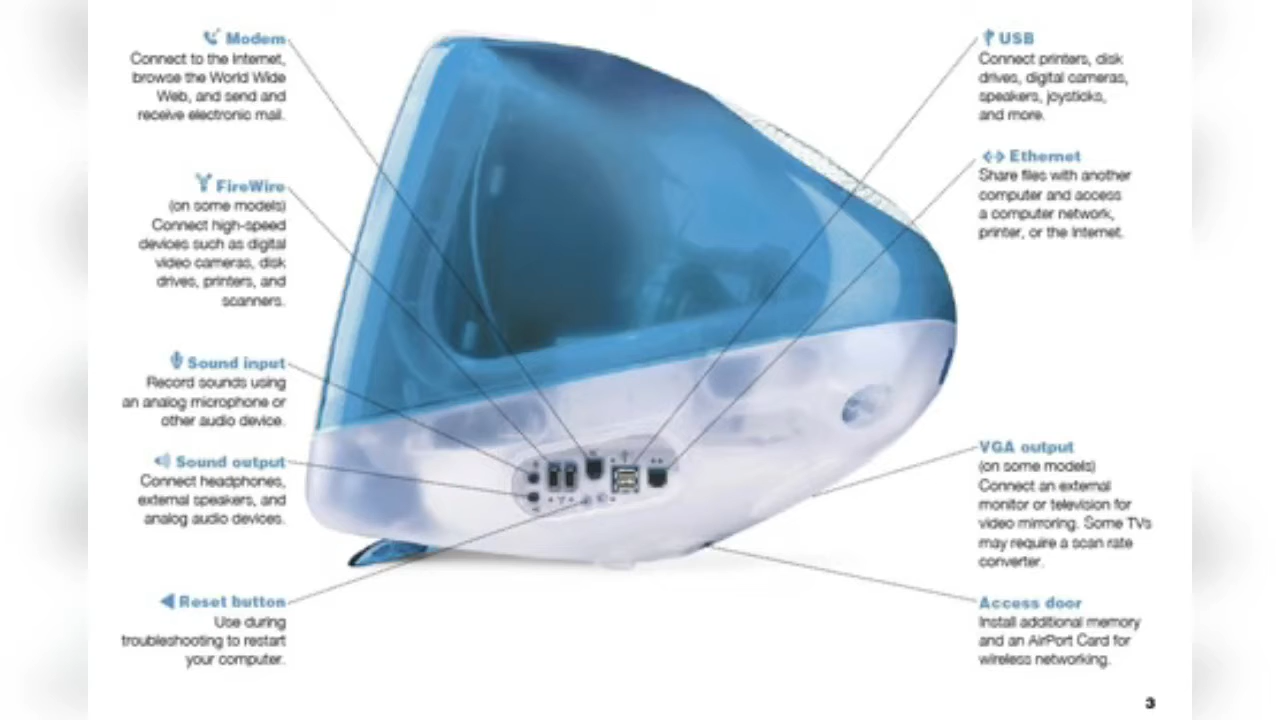 Modem
Connect to the Internet,
browse the World Wide
Web, and send and
receive electronic mail.
FireWire
(on some models)
Connect high-speed
devices such as digital
video cameras, disk
drives, printers, and
scanners.
Sound input
Record sounds using
an analog microphone or
other audio device.
Sound output
Connect headphones,
external speakers, and
analog audio devices.
Reset button
Use during
troubleshooting to restart
your computer.
USB
Connect printers, disk
drives, digital cameras,
speakers, joysticks,
and more.
Ethernet
Share files with another
computer and access
a computer network,
printer, or the Internet.
VGA output
(on some models)
Connect an external
monitor or television for
video mirroring. Some TVs
may require a scan rate
converter.
Access door
Install additional memory
and an AirPort Card for
wireless networking.
3